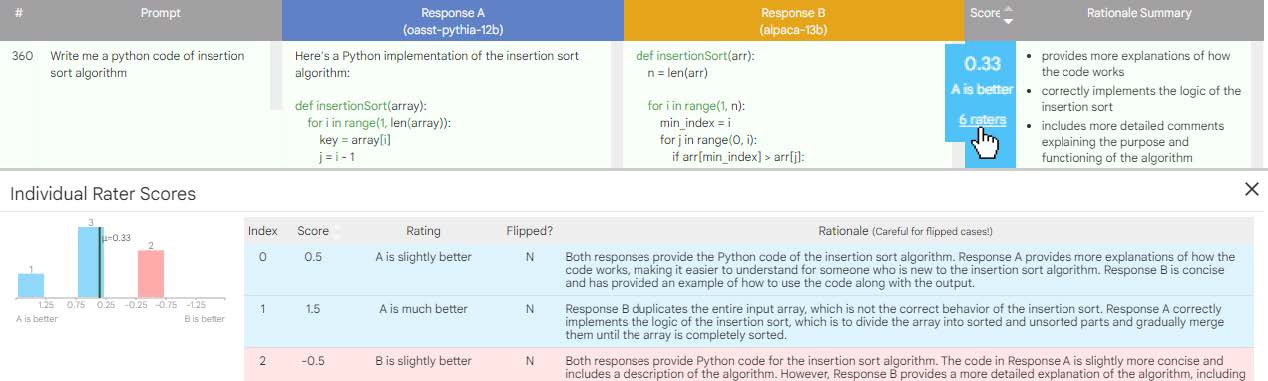 # Prompt Response A (oasst-pythia-12b) Response B (alpaca-13b) Score Rationale Summary
360
Write me a python code of insertion
sort algorithm
Here's a Python implementation of the insertion sort
algorithm:
def insertionSort(array):
for i in range(1, len(array)):
key = array[i]
j = i - 1
def insertionSort(arr):
n = len(arr)
for i in range(1, n):
min_index = i
for j in range(0, i):
if arr[min_index] > arr[j]:
0.33
A is better
6 raters
• provides more explanations of how
the code works
• correctly implements the logic of the
insertion sort
• includes more detailed comments
explaining the purpose and
functioning of the algorithm
Individual Rater Scores
1
3
μ=0.33
2
1.25 0.75 0.25 -0.25 -0.75 -1.25
A is better B is better
Index Score Rating Flipped? Rationale (Careful for flipped cases!)
0 0.5 A is slightly better N
Both responses provide the Python code of the insertion sort algorithm. Response A provides more explanations of how the
code works, making it easier to understand for someone who is new to the insertion sort algorithm. Response B is concise
and has provided an example of how to use the code along with the output.
1 1.5 A is much better N
Response B duplicates the entire input array, which is not the correct behavior of the insertion sort. Response A correctly
implements the logic of the insertion sort, which is to divide the array into sorted and unsorted parts and gradually merge
them until the array is completely sorted.
2 -0.5 B is slightly better N
Both responses provide Python code for the insertion sort algorithm. The code in Response A is slightly more concise and
includes a description of the algorithm. However, Response B provides a more detailed explanation of the algorithm, including